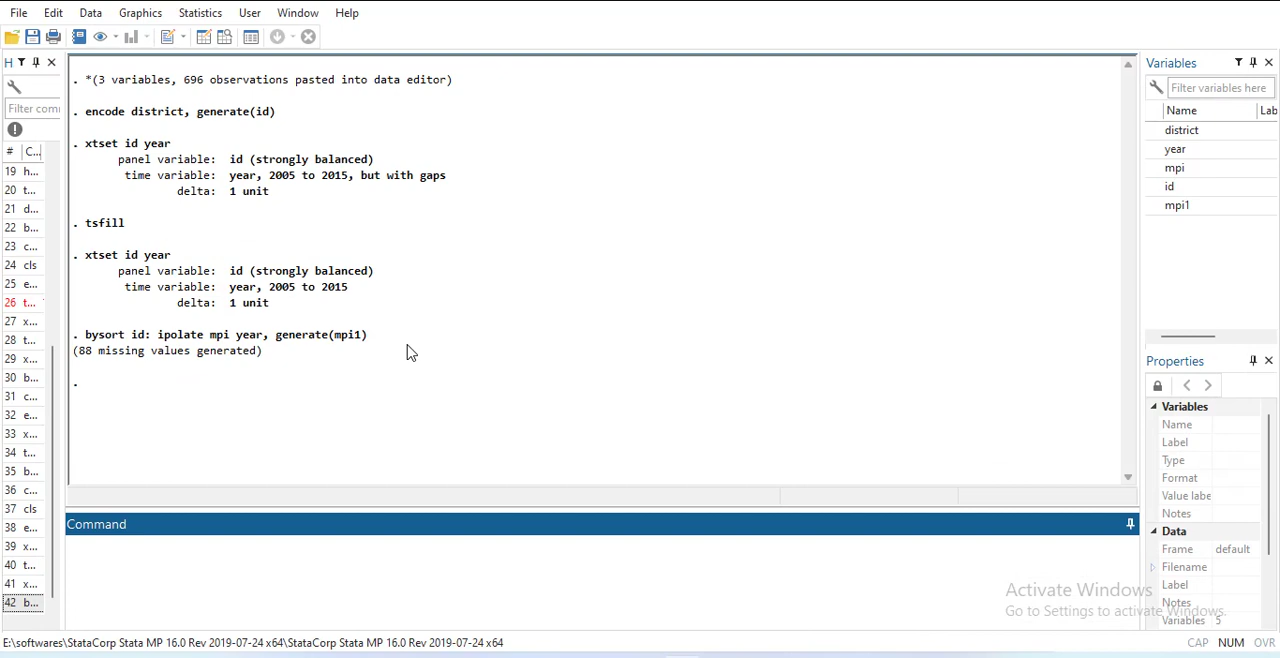 File Edit Data Graphics Statistics User Window Help
H
Filter comm
# C...
19 h...
20 t...
21 d...
22 b...
23 c...
24 cls
25 e...
26 t...
27 x...
28 t...
29 x...
30 b...
31 c...
32 e...
33 x...
34 t...
35 b...
36 c...
37 cls
38 e...
39 x...
40 t...
41 x...
42 b...
. *(3 variables, 696 observations pasted into data editor)
. encode district, generate(id)
. xtset id year
panel variable: id (strongly balanced)
time variable: year, 2005 to 2015, but with gaps
delta: 1 unit
. tsfill
. xtset id year
panel variable: id (strongly balanced)
time variable: year, 2005 to 2015
delta: 1 unit
. bysort id: ipolate mpi year, generate(mpi1)
(88 missing values generated)
.
Command
Variables
Filter variables here
Name Lab
district
year
mpi
id
mpi1
Properties
Variables
Name
Label
Type
Format
Value labe
Notes
Data
Frame default
Filename
Label
Notes
Variables 5
Activate Windows
Go to Settings to activate Windows.
E:\softwares\StataCorp Stata MP 16.0 Rev 2019-07-24 x64\StataCorp Stata MP 16.0 Rev 2019-07-24 x64
CAP NUM OVR